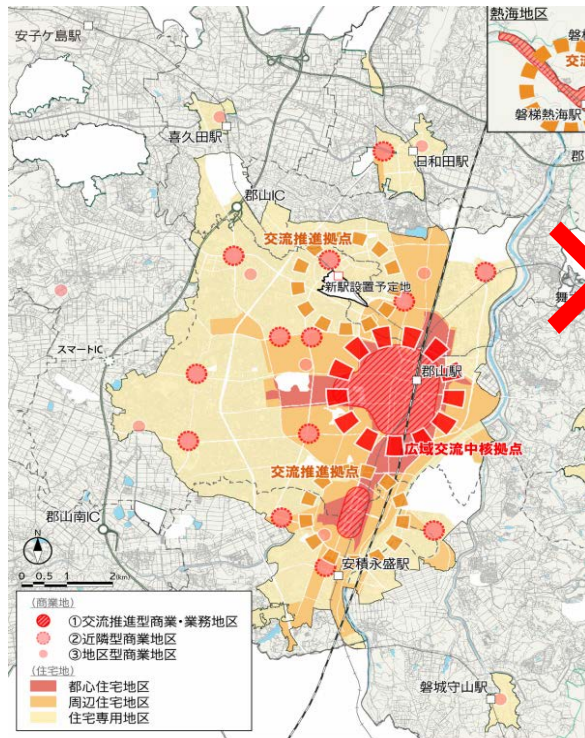 熱海地区
安子ケ島駅
磐梯熱海駅
喜久田駅
日和田駅
郡山IC
交流推進拠点
新駅設置予定地
スマートIC
郡山駅
広域交流中核拠点
交流推進拠点
郡山南IC
安積永盛駅
N
0 0.5 1 2(km)
(商業地)
①交流推進型商業・業務地区
②近隣型商業地区
③地区型商業地区
(住宅地)
都心住宅地区
周辺住宅地区
住宅専用地区
磐城守山駅